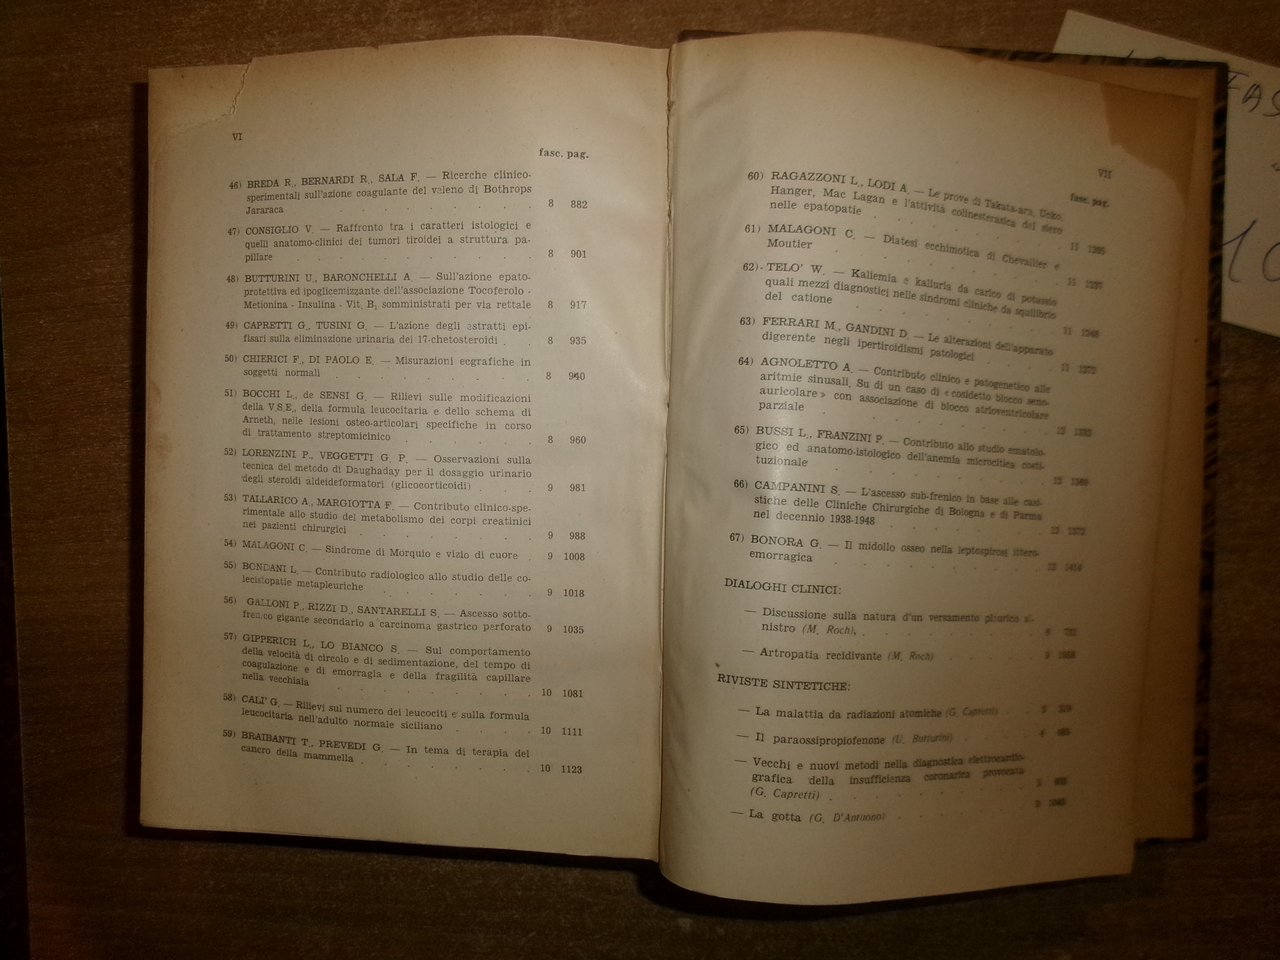 VI
fasc. pag.
46) BREDA R., BERNARDI R., SALA F. — Ricerche clinico-
sperimentali sull'azione coagulante del veleno di Bothrops
Jararaca . . . . . . . . . 8 882
47) CONSIGLIO V. — Raffronto tra i caratteri istologici e
quelli anatomo-clinici dei tumori tiroidei a struttura pa-
pillare . . . . . . . . . 8 901
48) BUTTURINI U., BARONCHELLI A — Sull'azione epato-
protettiva ed ipoglicemizzante dell'associazione Tocoferolo -
Metionina - Insulina - Vit. B₁ somministrati per via rettale 8 917
49) CAPRETTI G., TUSINI G. — L'azione degli estratti epi-
fisari sulla eliminazione urinaria dei 17-chetosteroidi . 8 935
50) CHIERICI F., DI PAOLO E. — Misurazioni ecgrafiche in
soggetti normali . . . . . . . 8 940
51) BOCCHI L., de SENSI G. — Rilievi sulle modificazioni
della V.S.E., della formula leucocitaria e dello schema di
Arneth, nelle lesioni osteo-articolari specifiche in corso
di trattamento streptomicinico . . . . . 8 960
52) LORENZINI P., VEGGETTI G. P. — Osservazioni sulla
tecnica del metodo di Daughaday per il dosaggio urinario
degli steroidi aldeideformatori (glicocorticoidi) . . . 9 981
53) TALLARICO A., MARGIOTTA F. — Contributo clinico-spe-
rimentale allo studio del metabolismo dei corpi creatinici
nei pazienti chirurgici . . . . . . 9 988
54) MALAGONI C. — Sindrome di Morquio e vizio di cuore . 9 1008
55) BONDANI L. — Contributo radiologico allo studio delle co-
lecistopatie metapleuriche . . . . . . 9 1018
56) GALLONI P., RIZZI D., SANTARELLI S. — Ascesso sotto-
frenico gigante secondario a carcinoma gastrico perforato 9 1035
57) GIPPERICH L., LO BIANCO S. — Sul comportamento
della velocità di circolo e di sedimentazione, del tempo di
coagulazione e di emorragia e della fragilità capillare
nella vecchiaia . . . . . . . 10 1081
58) CALI' G. — Rilievi sul numero dei leucociti e sulla formula
leucocitaria nell'adulto normale siciliano . . . . 10 1111
59) BRAIBANTI T., PREVEDI G. — In tema di terapia del
cancro della mammella . . . . . . 10 1123
VII
fasc. pag.
60) RAGAZZONI L., LODI A. — Le prove di Takata-ara, Ucko,
Hanger, Mac Lagan e l'attività colinesterasica del siero
nelle epatopatie . . . . . . . 11
61) MALAGONI C. — Diatesi ecchimotica di Chevallier e
Moutier . . . . . . . . 11
62) TELO' W. — Kaliemia e kaliuria da carico di potassio
quali mezzi diagnostici nelle sindromi cliniche da squilibrio
del catione . . . . . . . 11
63) FERRARI M., GANDINI D. — Le alterazioni dell'apparato
digerente negli ipertiroidismi patologici . . . . 11
64) AGNOLETTO A. — Contributo clinico e patogenetico alle
aritmie sinusali. Su di un caso di « cosidetto blocco seno-
auricolare » con associazione di blocco atrioventricolare
parziale . . . . . . . . 12
65) BUSSI L., FRANZINI P. — Contributo allo studio ematolo-
gico ed anatomo-istologico dell'anemia microcitica costi-
tuzionale . . . . . . . . 12
66) CAMPANINI S. — L'ascesso sub-frenico in base alle casi-
stiche delle Cliniche Chirurgiche di Bologna e di Parma
nel decennio 1938-1948 . . . . . . 12
67) BONORA G. — Il midollo osseo nella leptospirosi ittero-
emorragica . . . . . . . 12 1414
DIALOGHI CLINICI:
— Discussione sulla natura d'un versamento pleurico si-
nistro (M. Roch). . . . . . .
— Artropatia recidivante (M. Roch) . . . 9
RIVISTE SINTETICHE:
— La malattia da radiazioni atomiche (G. Capretti) . .
— Il paraossipropiofenone (U. Butturini) . . .
— Vecchi e nuovi metodi nella diagnostica elettrocardio-
grafica della insufficienza coronarica provocata
(G. Capretti) . . . . . . .
— La gotta (G. D'Antuono) . . . .
FAS
10